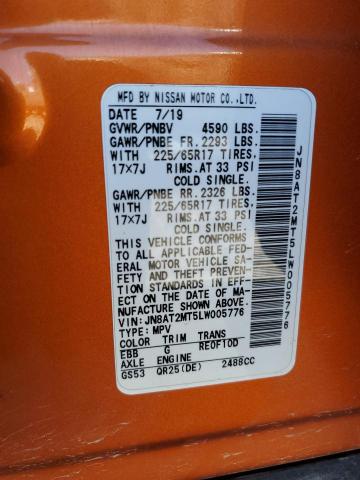 MFD BY NISSAN MOTOR CO.,LTD.
DATE 7/19
GVWR/PNBV 4590 LBS.
GAWR/PNBE FR. 2293 LBS.
WITH 225/65R17 TIRES,
17×7J RIMS.AT 33 PSI
COLD SINGLE.
GAWR/PNBE RR. 2326 LBS.
WITH 225/65R17 TIRES,
17×7J RIMS.AT 33 PSI
COLD SINGLE.
THIS VEHICLE CONFORMS
TO ALL APPLICABLE FED-
ERAL MOTOR VEHICLE SA-
FETY AND THEFT PREVEN-
TION STANDARDS IN EFF-
ECT ON THE DATE OF MA-
NUFACTURE SHOWN ABOVE.
VIN: JN8AT2MT5LW005776
TYPE: MPV
COLOR TRIM TRANS
EBB G RE0F10D
AXLE ENGINE
GS53 QR25(DE) 2488CC
JN8AT2MT5LW005776